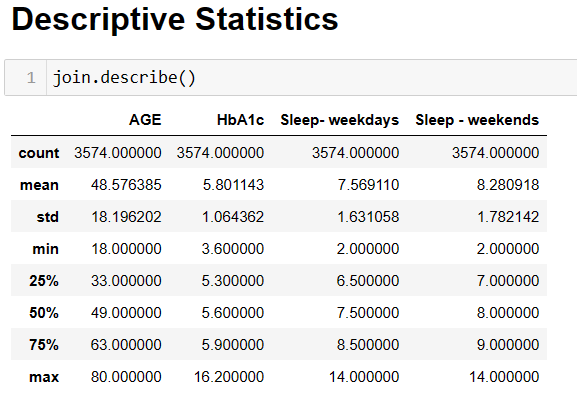 Descriptive Statistics
1 join.describe()
AGE HbA1c Sleep- weekdays Sleep - weekends
count 3574.000000 3574.000000 3574.000000 3574.000000
mean 48.576385 5.801143 7.569110 8.280918
std 18.196202 1.064362 1.631058 1.782142
min 18.000000 3.600000 2.000000 2.000000
25% 33.000000 5.300000 6.500000 7.000000
50% 49.000000 5.600000 7.500000 8.000000
75% 63.000000 5.900000 8.500000 9.000000
max 80.000000 16.200000 14.000000 14.000000